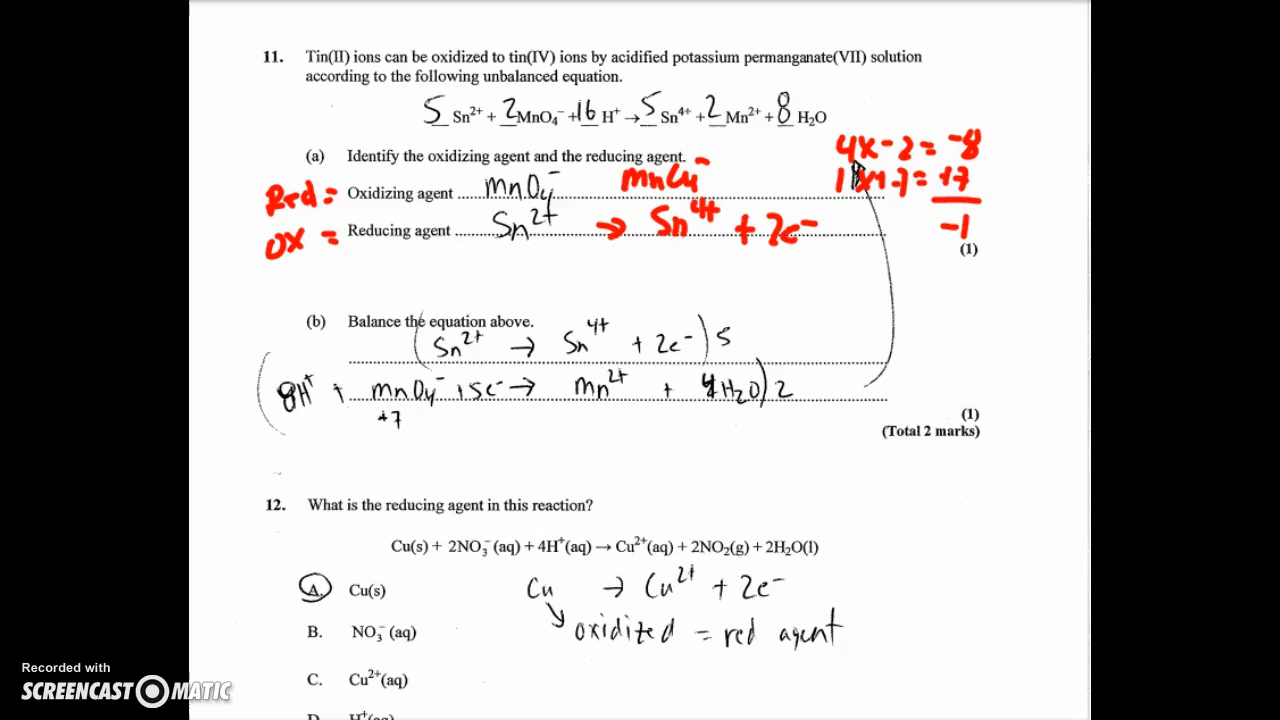 11. Tin(II) ions can be oxidized to tin(IV) ions by acidified potassium permanganate(VII) solution
according to the following unbalanced equation.
5 Sn²⁺ + 2 MnO₄⁻ + 16 H⁺ → 5 Sn⁴⁺ + 2 Mn²⁺ + 8 H₂O
(a) Identify the oxidizing agent and the reducing agent.
4x-2 = -8
Red = Oxidizing agent MnO₄⁻ MnO₄⁻
= +7
-1
OX = Reducing agent Sn²⁺ → Sn⁴⁺ + 2e⁻
(1)
(b) Balance the equation above.
(Sn²⁺ → Sn⁴⁺ + 2e⁻) 5
(8H⁺ + MnO₄⁻ + 5e⁻ → Mn²⁺ + 4H₂O) 2
+7
(1)
(Total 2 marks)
12. What is the reducing agent in this reaction?
Cu(s) + 2NO₃⁻(aq) + 4H⁺(aq) → Cu²⁺(aq) + 2NO₂(g) + 2H₂O(l)
A. Cu(s) Cu → Cu²⁺ + 2e⁻
B. NO₃⁻(aq) oxidized = red agent
C. Cu²⁺(aq)
D. H⁺(aq)
Recorded with
SCREENCAST O MATIC